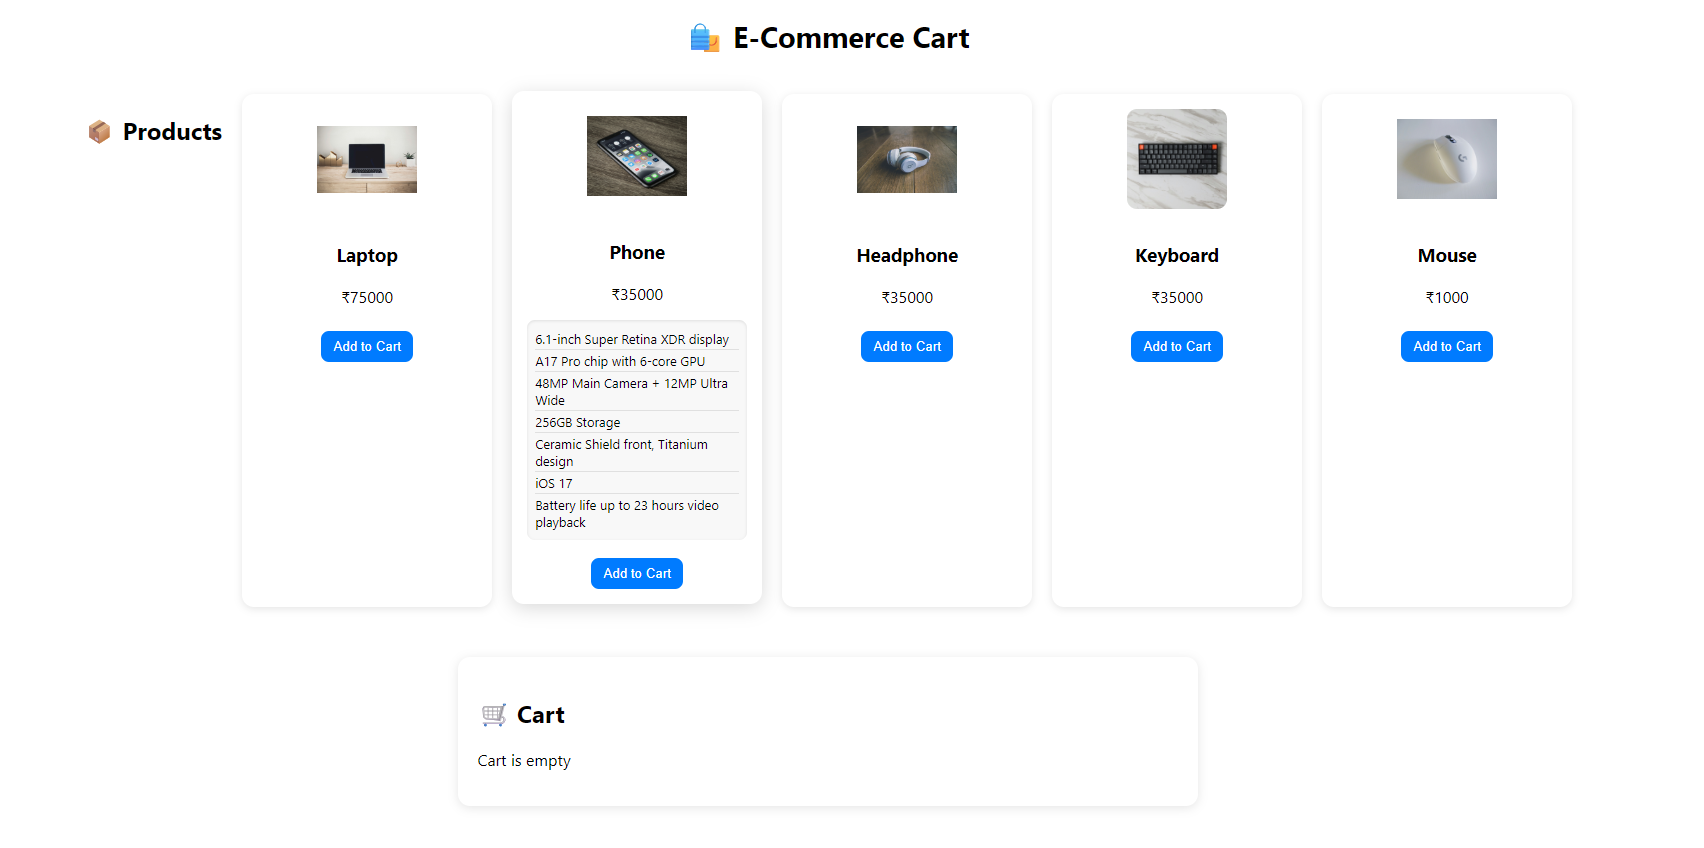 E-Commerce Cart
Products
Laptop
₹75000
Add to Cart
Phone
₹35000
6.1-inch Super Retina XDR display
A17 Pro chip with 6-core GPU
48MP Main Camera + 12MP Ultra
Wide
256GB Storage
Ceramic Shield front, Titanium
design
iOS 17
Battery life up to 23 hours video
playback
Add to Cart
Headphone
₹35000
Add to Cart
Keyboard
₹35000
Add to Cart
Mouse
₹1000
Add to Cart
Cart
Cart is empty